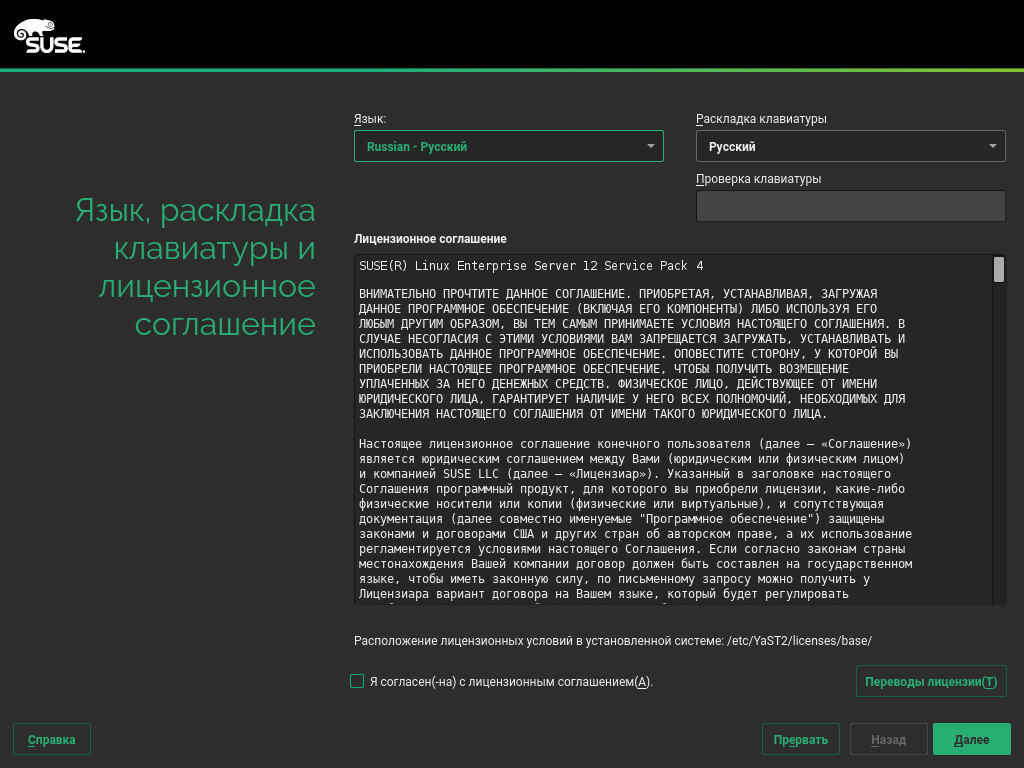 SUSE.
Язык, раскладка
клавиатуры и
лицензионное
соглашение
Язык:
Russian - Русский
Раскладка клавиатуры
Русский
Проверка клавиатуры
Лицензионное соглашение
SUSE(R) Linux Enterprise Server 12 Service Pack 4
ВНИМАТЕЛЬНО ПРОЧТИТЕ ДАННОЕ СОГЛАШЕНИЕ. ПРИОБРЕТАЯ, УСТАНАВЛИВАЯ, ЗАГРУЖАЯ
ДАННОЕ ПРОГРАММНОЕ ОБЕСПЕЧЕНИЕ (ВКЛЮЧАЯ ЕГО КОМПОНЕНТЫ) ЛИБО ИСПОЛЬЗУЯ ЕГО
ЛЮБЫМ ДРУГИМ ОБРАЗОМ, ВЫ ТЕМ САМЫМ ПРИНИМАЕТЕ УСЛОВИЯ НАСТОЯЩЕГО СОГЛАШЕНИЯ. В
СЛУЧАЕ НЕСОГЛАСИЯ С ЭТИМИ УСЛОВИЯМИ ВАМ ЗАПРЕЩАЕТСЯ ЗАГРУЖАТЬ, УСТАНАВЛИВАТЬ И
ИСПОЛЬЗОВАТЬ ДАННОЕ ПРОГРАММНОЕ ОБЕСПЕЧЕНИЕ. ОПОВЕСТИТЕ СТОРОНУ, У КОТОРОЙ ВЫ
ПРИОБРЕЛИ НАСТОЯЩЕЕ ПРОГРАММНОЕ ОБЕСПЕЧЕНИЕ, ЧТОБЫ ПОЛУЧИТЬ ВОЗМЕЩЕНИЕ
УПЛАЧЕННЫХ ЗА НЕГО ДЕНЕЖНЫХ СРЕДСТВ. ФИЗИЧЕСКОЕ ЛИЦО, ДЕЙСТВУЮЩЕЕ ОТ ИМЕНИ
ЮРИДИЧЕСКОГО ЛИЦА, ГАРАНТИРУЕТ НАЛИЧИЕ У НЕГО ВСЕХ ПОЛНОМОЧИЙ, НЕОБХОДИМЫХ ДЛЯ
ЗАКЛЮЧЕНИЯ НАСТОЯЩЕГО СОГЛАШЕНИЯ ОТ ИМЕНИ ТАКОГО ЮРИДИЧЕСКОГО ЛИЦА.
Настоящее лицензионное соглашение конечного пользователя (далее — «Соглашение»)
является юридическим соглашением между Вами (юридическим или физическим лицом)
и компанией SUSE LLC (далее — «Лицензиар»). Указанный в заголовке настоящего
Соглашения программный продукт, для которого вы приобрели лицензии, какие-либо
физические носители или копии (физические или виртуальные), и сопутствующая
документация (далее совместно именуемые "Программное обеспечение") защищены
законами и договорами США и других стран об авторском праве, а их использование
регламентируется условиями настоящего Соглашения. Если согласно законам страны
местонахождения Вашей компании договор должен быть составлен на государственном
языке, чтобы иметь законную силу, по письменному запросу можно получить у
Лицензиара вариант договора на Вашем языке, который будет регулировать
Расположение лицензионных условий в установленной системе: /etc/YaST2/licenses/base/
Я согласен(-на) с лицензионным соглашением(A).
Переводы лицензии(T)
Справка
Прервать
Назад
Далее